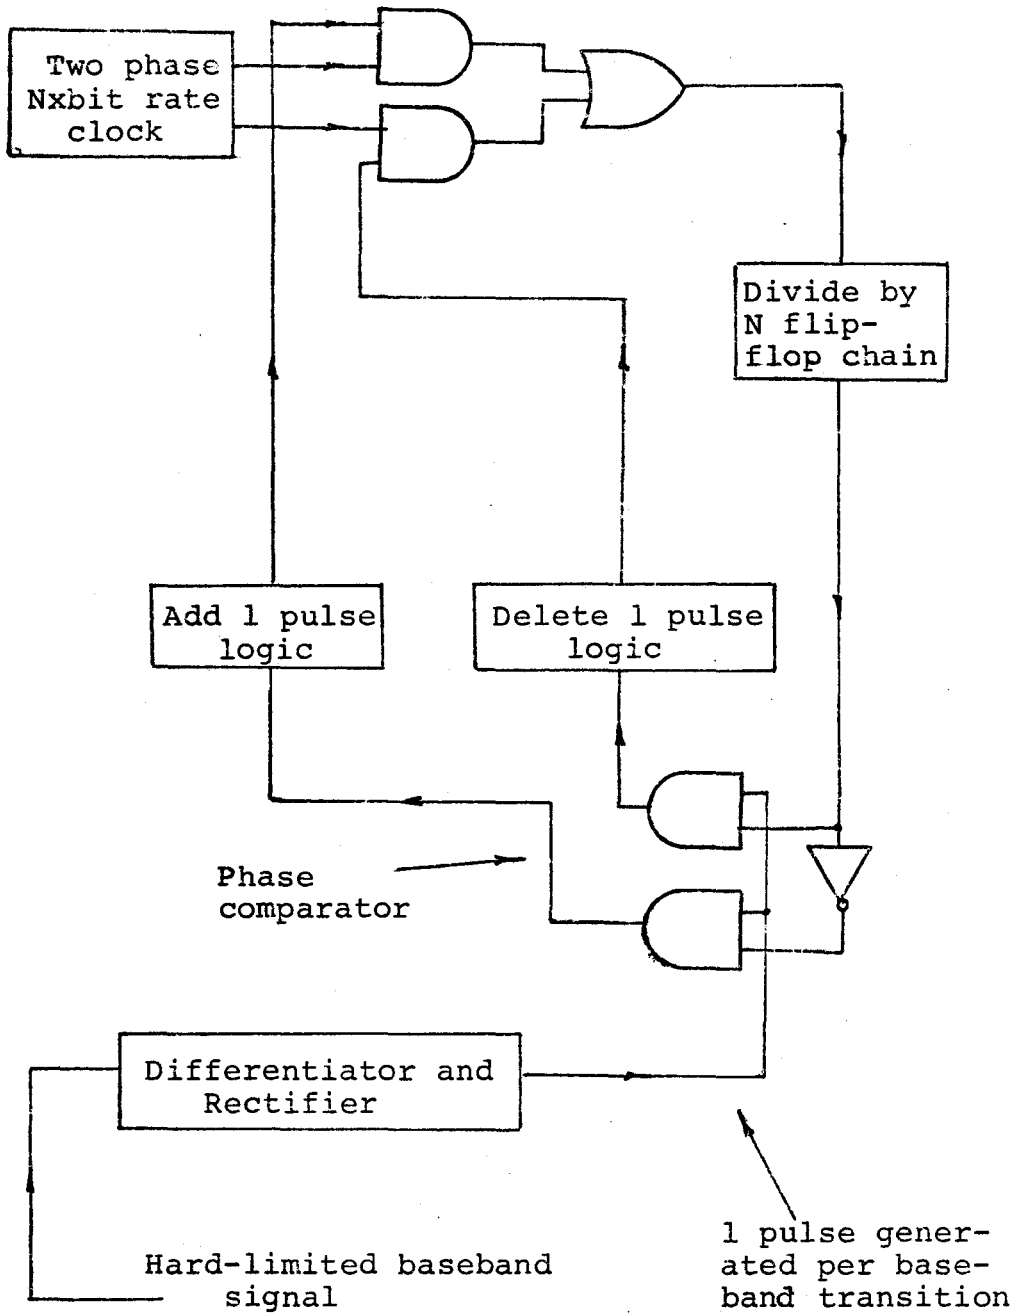 Two phase
Nxbit rate
clock
Divide by
N flip-
flop chain
Add 1 pulse
logic
Delete 1 pulse
logic
Phase
comparator
Differentiator and
Rectifier
Hard-limited baseband
signal
1 pulse gener-
ated per base-
band transition